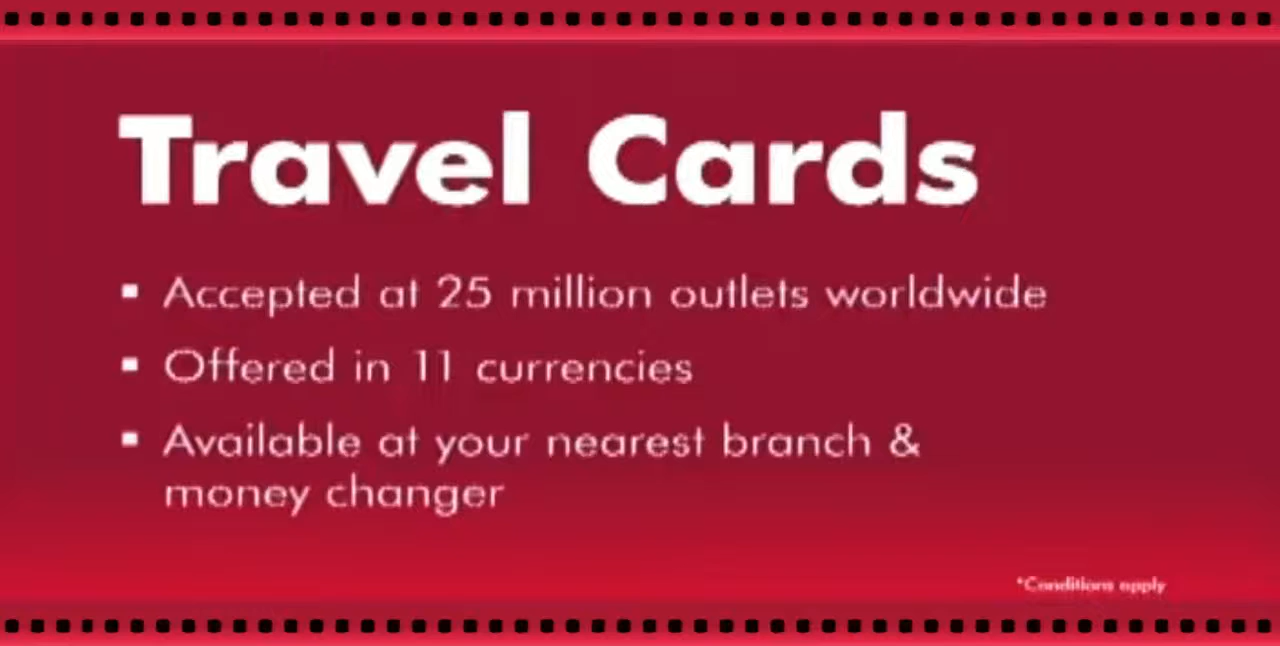 Travel Cards
▪ Accepted at 25 million outlets worldwide
▪ Offered in 11 currencies
▪ Available at your nearest branch &
money changer
*Conditions apply